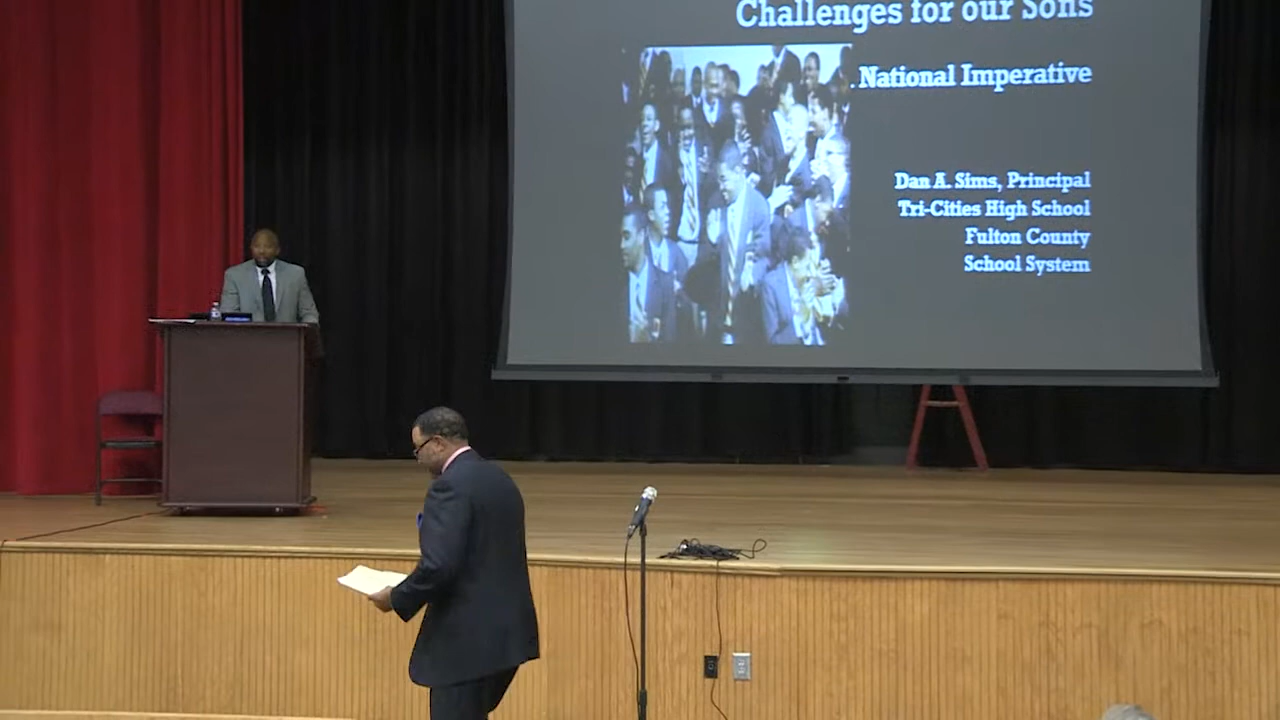 Challenges for our Sons
. National Imperative
Dan A. Sims, Principal
Tri-Cities High School
Fulton County
School System